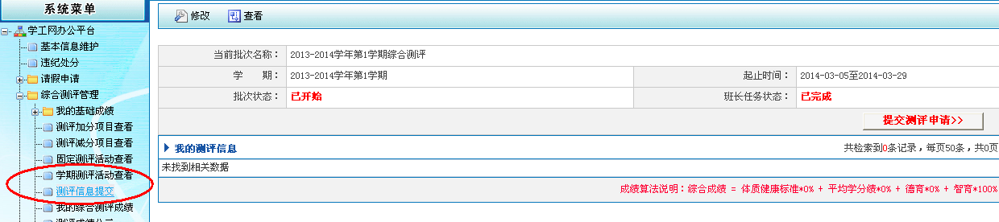 系统菜单
学工网办公平台
基本信息维护
违纪处分
请假申请
综合测评管理
我的基础成绩
测评加分项目查看
测评减分项目查看
固定测评活动查看
学期测评活动查看
测评信息提交
我的综合测评成绩
修改 查看
当前批次名称： 2013-2014学年第1学期综合测评
学 期： 2013-2014学年第1学期 起止时间： 2014-03-05至2014-03-29
批次状态： 已开始 班长任务状态： 已完成
提交测评申请>>
我的测评信息 共检索到0条记录，每页50条，共0页
未找到相关数据
成绩算法说明：综合成绩 = 体质健康标准*0% + 平均学分绩*0% + 德育*0% + 智育*100%